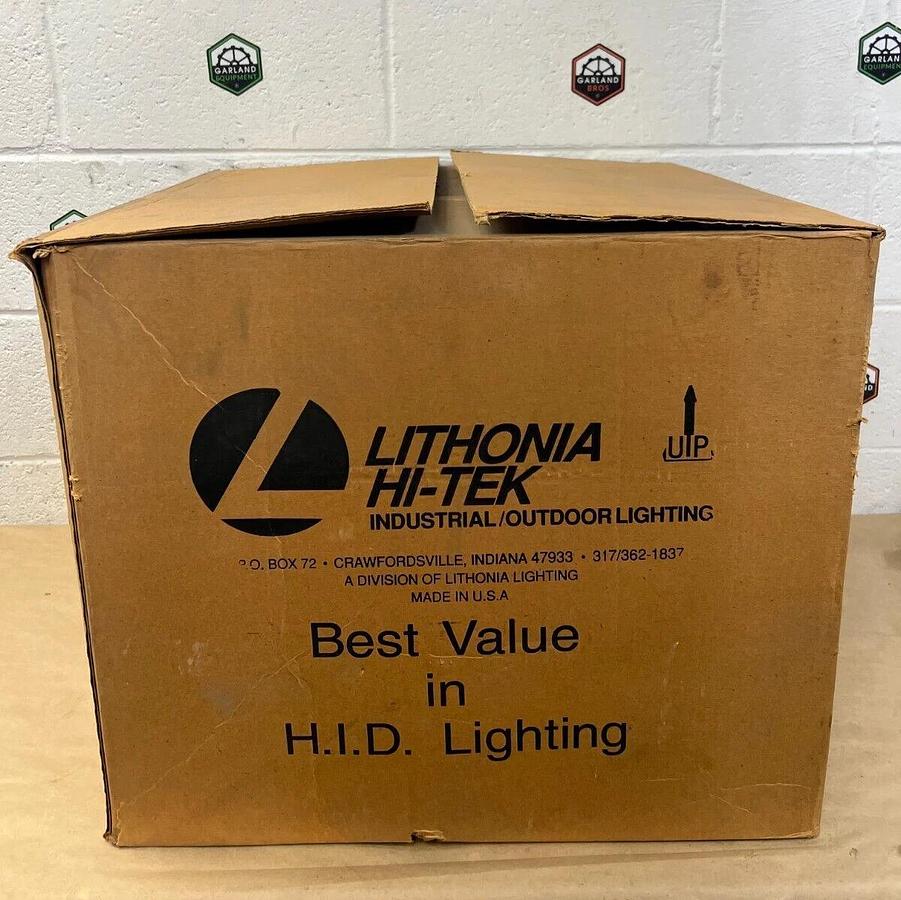 GARLAND
EQUIPMENT
GARLAND
BROS
GARLAND
EQUIPMENT
LITHONIA
HI-TEK
UP
INDUSTRIAL/OUTDOOR LIGHTING
P.O. BOX 72 • CRAWFORDSVILLE, INDIANA 47933 • 317/362-1837
A DIVISION OF LITHONIA LIGHTING
MADE IN U.S.A
Best Value
in
H.I.D. Lighting